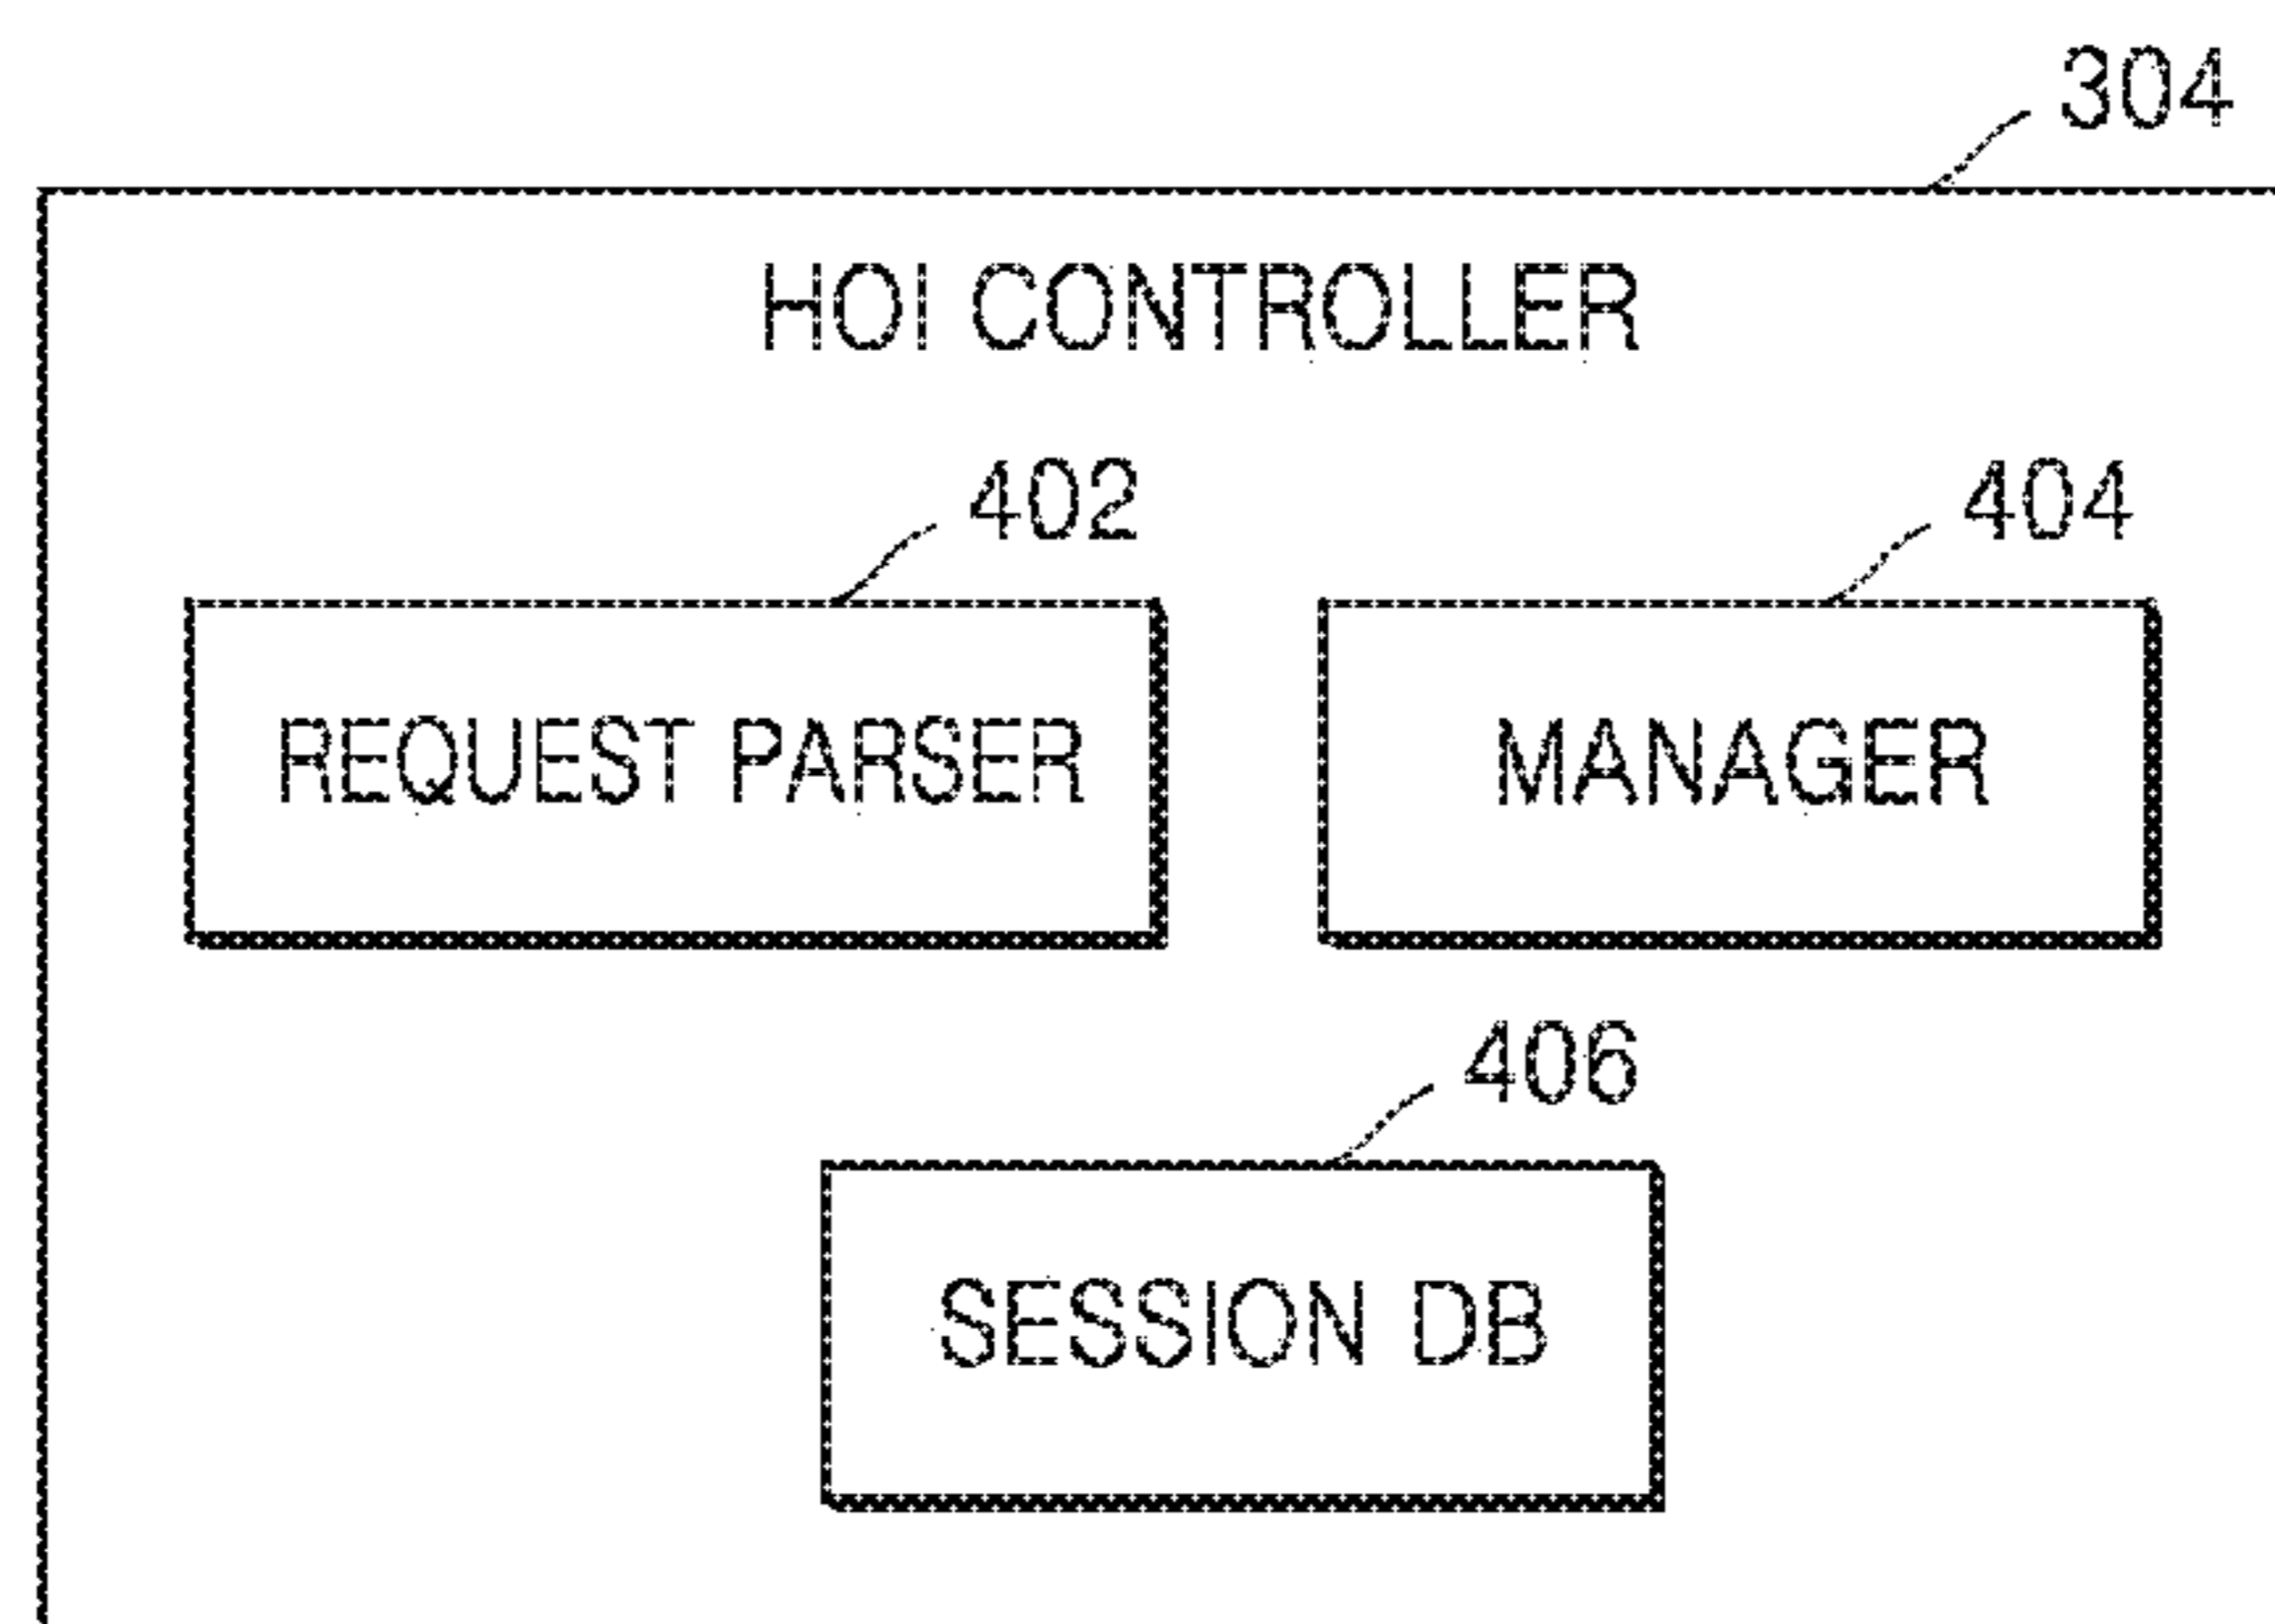 304
HOI CONTROLLER
402
404
REQUEST PARSER
MANAGER
406
SESSION DB